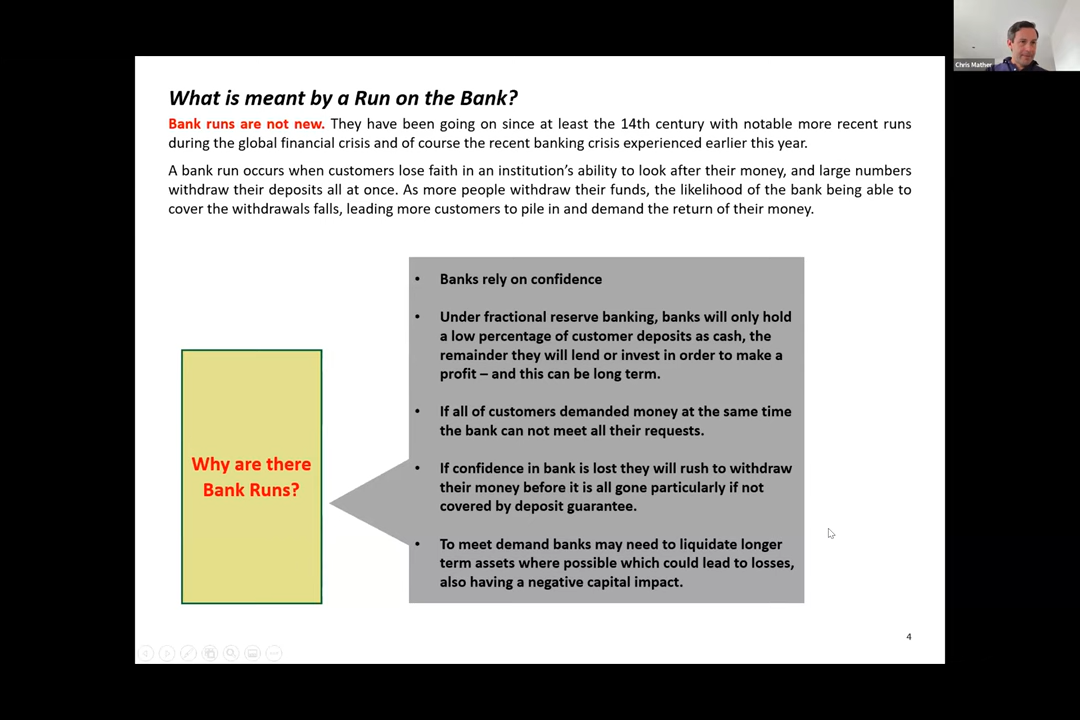 Chris Mather
What is meant by a Run on the Bank?
Bank runs are not new. They have been going on since at least the 14th century with notable more recent runs
during the global financial crisis and of course the recent banking crisis experienced earlier this year.
A bank run occurs when customers lose faith in an institution's ability to look after their money, and large numbers
withdraw their deposits all at once. As more people withdraw their funds, the likelihood of the bank being able to
cover the withdrawals falls, leading more customers to pile in and demand the return of their money.
Why are there
Bank Runs?
• Banks rely on confidence
• Under fractional reserve banking, banks will only hold
a low percentage of customer deposits as cash, the
remainder they will lend or invest in order to make a
profit – and this can be long term.
• If all of customers demanded money at the same time
the bank can not meet all their requests.
• If confidence in bank is lost they will rush to withdraw
their money before it is all gone particularly if not
covered by deposit guarantee.
• To meet demand banks may need to liquidate longer
term assets where possible which could lead to losses,
also having a negative capital impact.
4